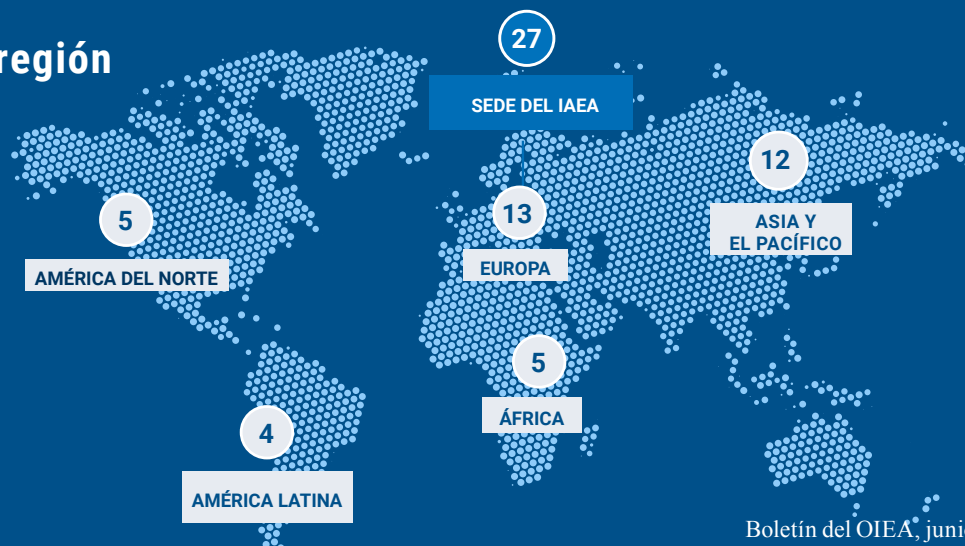 región
27
SEDE DEL IAEA
12
5
13
ASIA Y
EL PACÍFICO
EUROPA
AMÉRICA DEL NORTE
5
ÁFRICA
4
AMÉRICA LATINA
Boletín del OIEA, junio